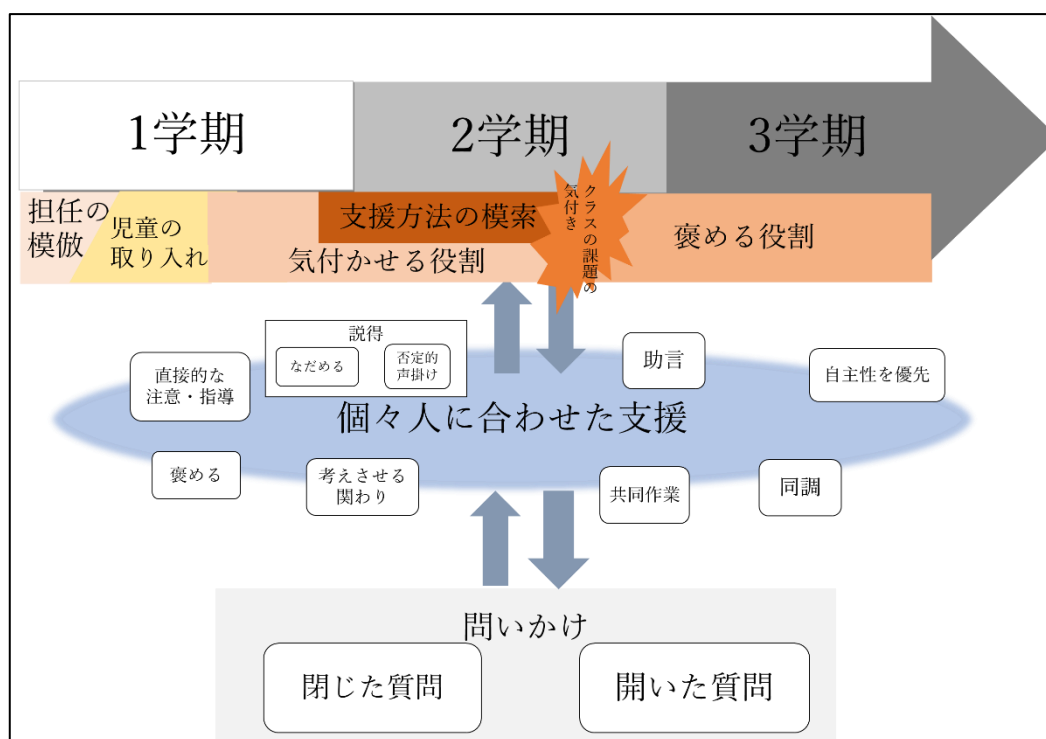 1学期
2学期
3学期
担任の
模倣
児童の
取り入れ
支援方法の模索
気付かせる役割
クラスの課題の
気付き
褒める役割
説得
なだめる
否定的
声掛け
直接的な
注意・指導
助言
自主性を優先
個々人に合わせた支援
褒める
考えさせる
関わり
共同作業
同調
問いかけ
閉じた質問
開いた質問